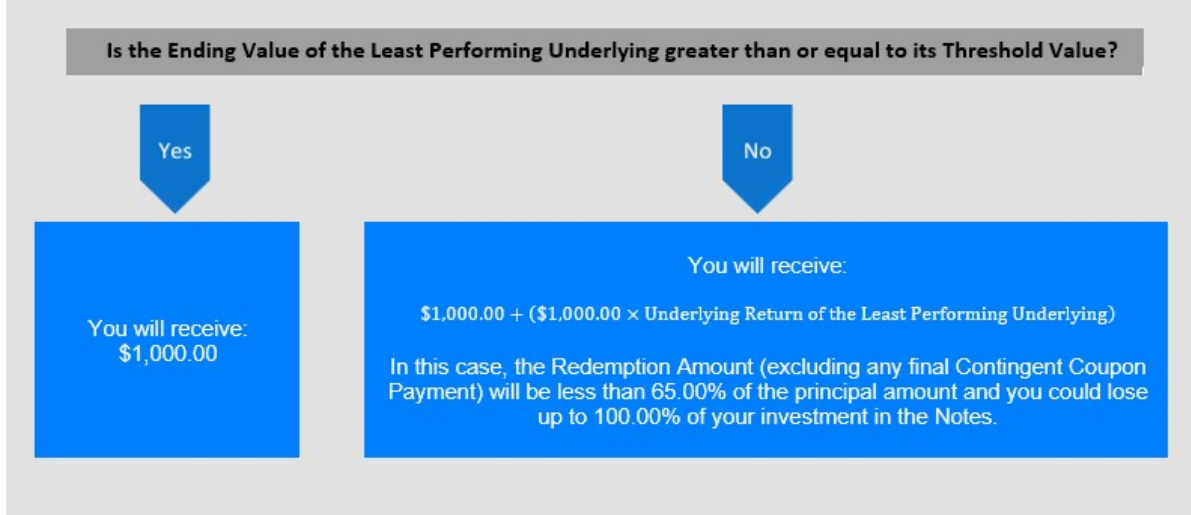 Is the Ending Value of the Least Performing Underlying greater than or equal to its Threshold Value?
Yes
No
You will receive:
$1,000.00
You will receive:
$1,000.00 + ($1,000.00 × Underlying Return of the Least Performing Underlying)
In this case, the Redemption Amount (excluding any final Contingent Coupon
Payment) will be less than 65.00% of the principal amount and you could lose
up to 100.00% of your investment in the Notes.